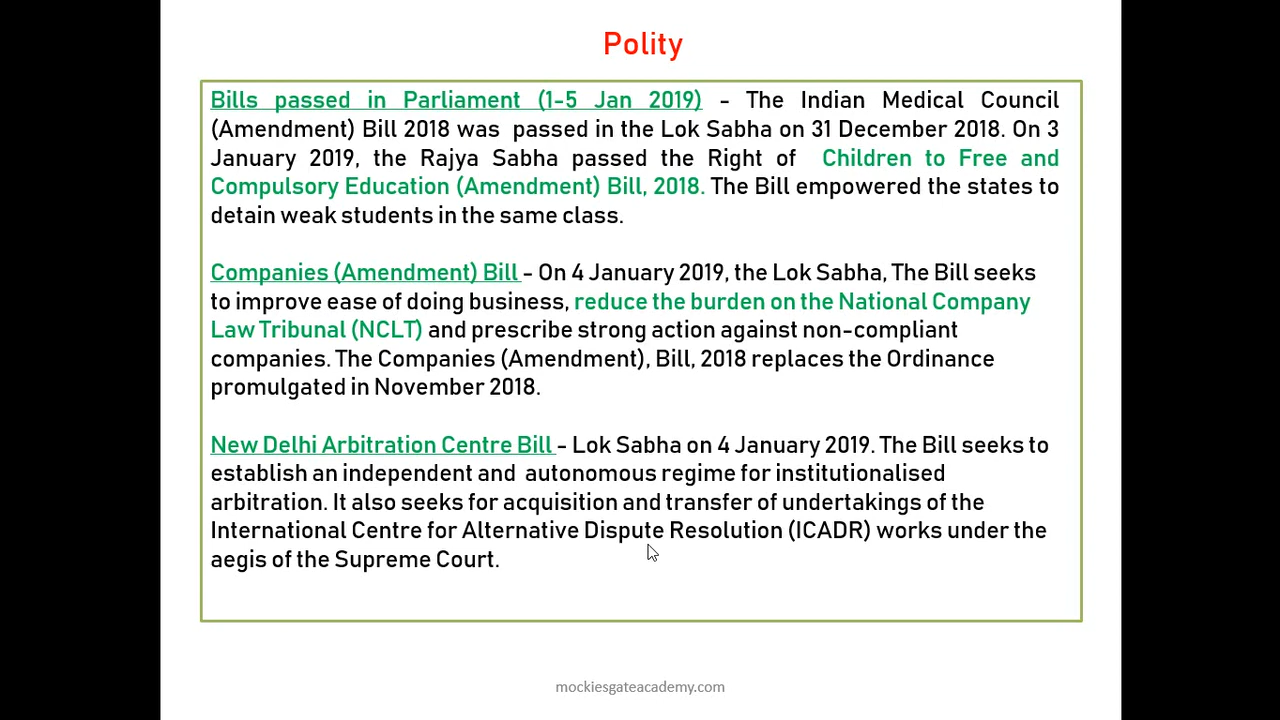 Polity
Bills passed in Parliament (1-5 Jan 2019) - The Indian Medical Council
(Amendment) Bill 2018 was passed in the Lok Sabha on 31 December 2018. On 3
January 2019, the Rajya Sabha passed the Right of Children to Free and
Compulsory Education (Amendment) Bill, 2018. The Bill empowered the states to
detain weak students in the same class.
Companies (Amendment) Bill - On 4 January 2019, the Lok Sabha, The Bill seeks
to improve ease of doing business, reduce the burden on the National Company
Law Tribunal (NCLT) and prescribe strong action against non-compliant
companies. The Companies (Amendment), Bill, 2018 replaces the Ordinance
promulgated in November 2018.
New Delhi Arbitration Centre Bill - Lok Sabha on 4 January 2019. The Bill seeks to
establish an independent and autonomous regime for institutionalised
arbitration. It also seeks for acquisition and transfer of undertakings of the
International Centre for Alternative Dispute Resolution (ICADR) works under the
aegis of the Supreme Court.
mockiesgateacademy.com